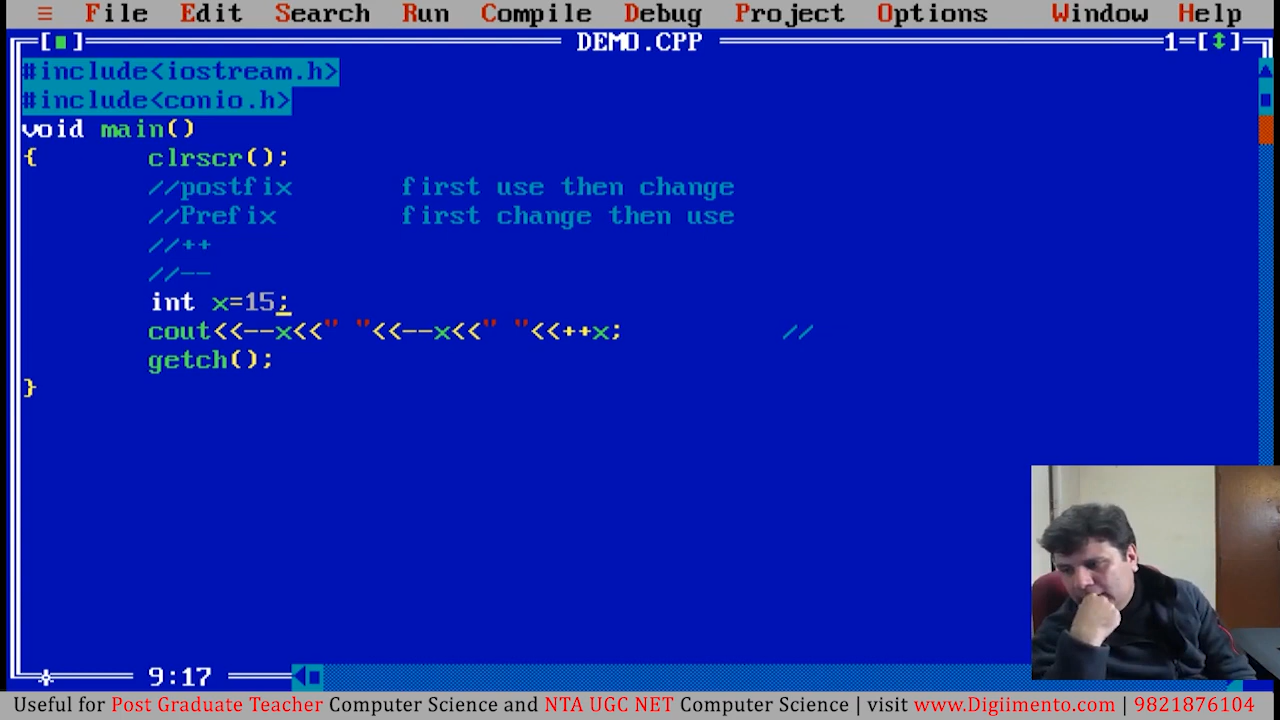 ≡ File Edit Search Run Compile Debug Project Options Window Help
[■] DEMO.CPP 1=[↕]
#include<iostream.h>
#include<conio.h>
void main()
{ clrscr();
//postfix first use then change
//Prefix first change then use
//++
//--
int x=15;
cout<<--x<<" "<<--x<<" "<<++x; //
getch();
}
9:17
Useful for Post Graduate Teacher Computer Science and NTA UGC NET Computer Science | visit www.Digiimento.com | 9821876104